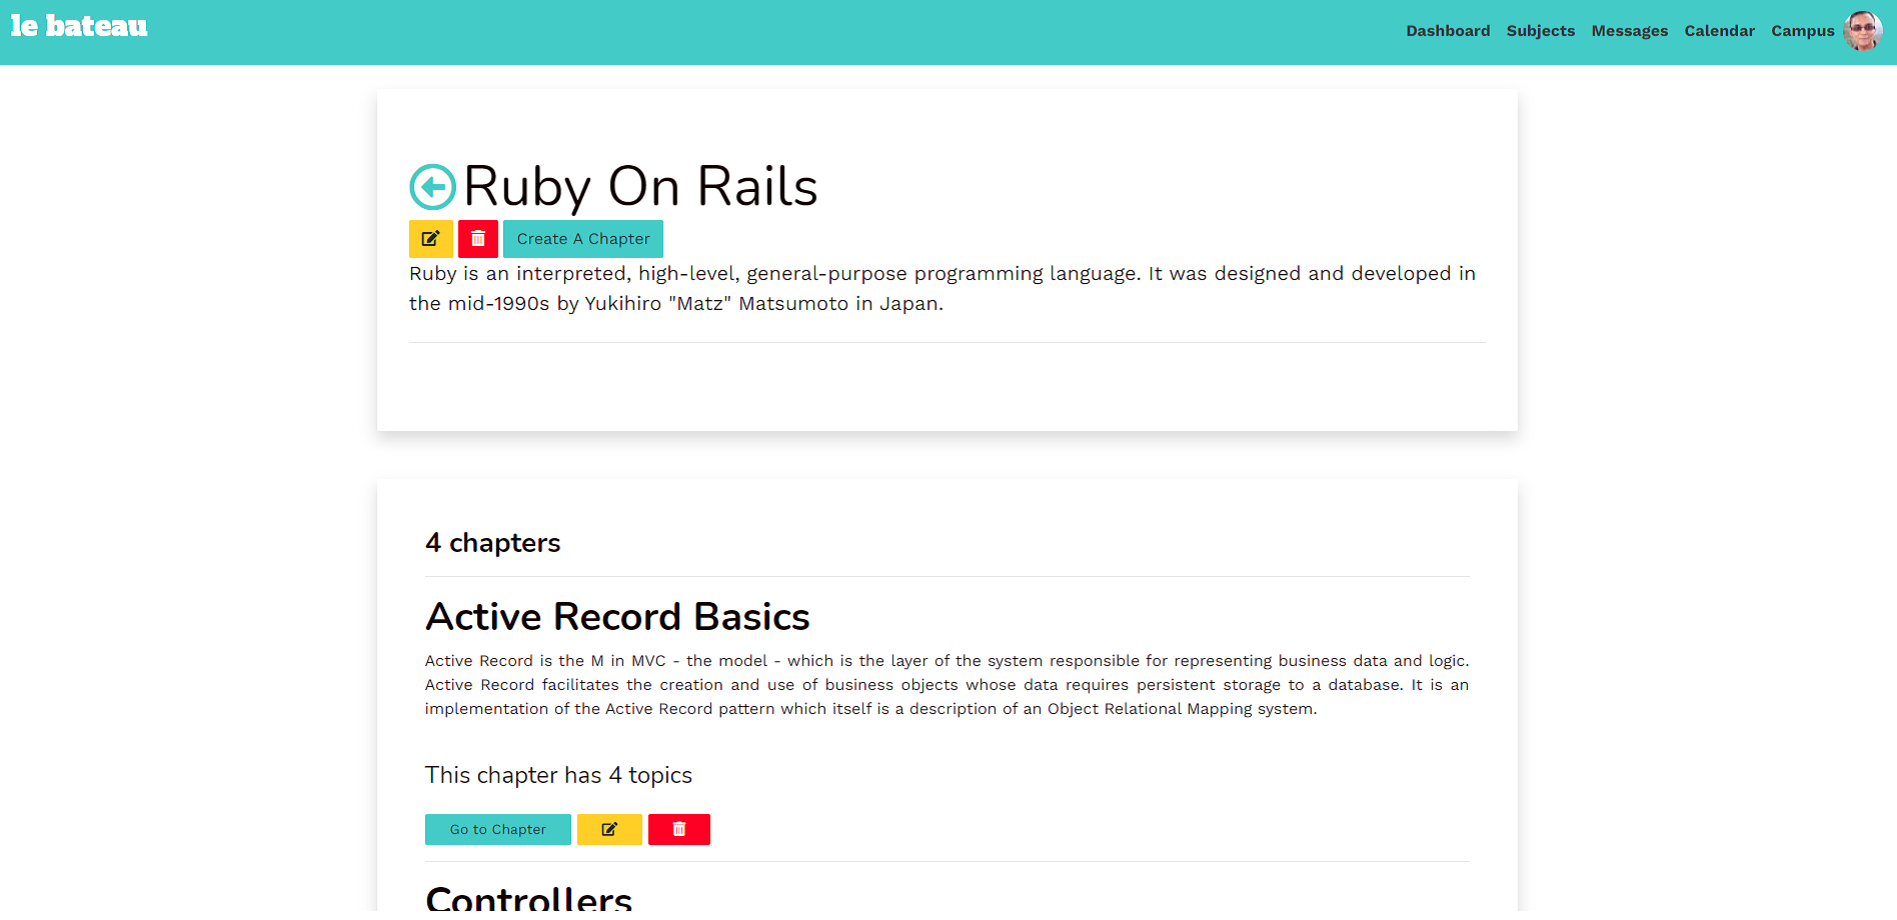 le bateau
Dashboard Subjects Messages Calendar Campus
Ruby On Rails
Create A Chapter
Ruby is an interpreted, high-level, general-purpose programming language. It was designed and developed in
the mid-1990s by Yukihiro "Matz" Matsumoto in Japan.
4 chapters
Active Record Basics
Active Record is the M in MVC - the model - which is the layer of the system responsible for representing business data and logic.
Active Record facilitates the creation and use of business objects whose data requires persistent storage to a database. It is an
implementation of the Active Record pattern which itself is a description of an Object Relational Mapping system.
This chapter has 4 topics
Go to Chapter
Controllers